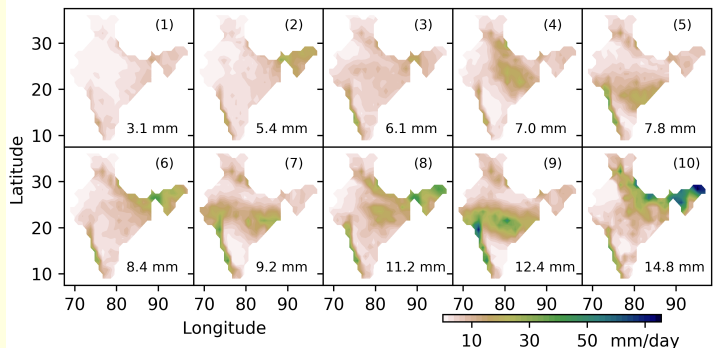 (1) (2) (3) (4) (5)
30
20
10
3.1 mm 5.4 mm 6.1 mm 7.0 mm 7.8 mm
Latitude
(6) (7) (8) (9) (10)
30
20
10
8.4 mm 9.2 mm 11.2 mm 12.4 mm 14.8 mm
70 80 90 70 80 90 70 80 90 70 80 90 70 80 90
Longitude
10 30 50 mm/day